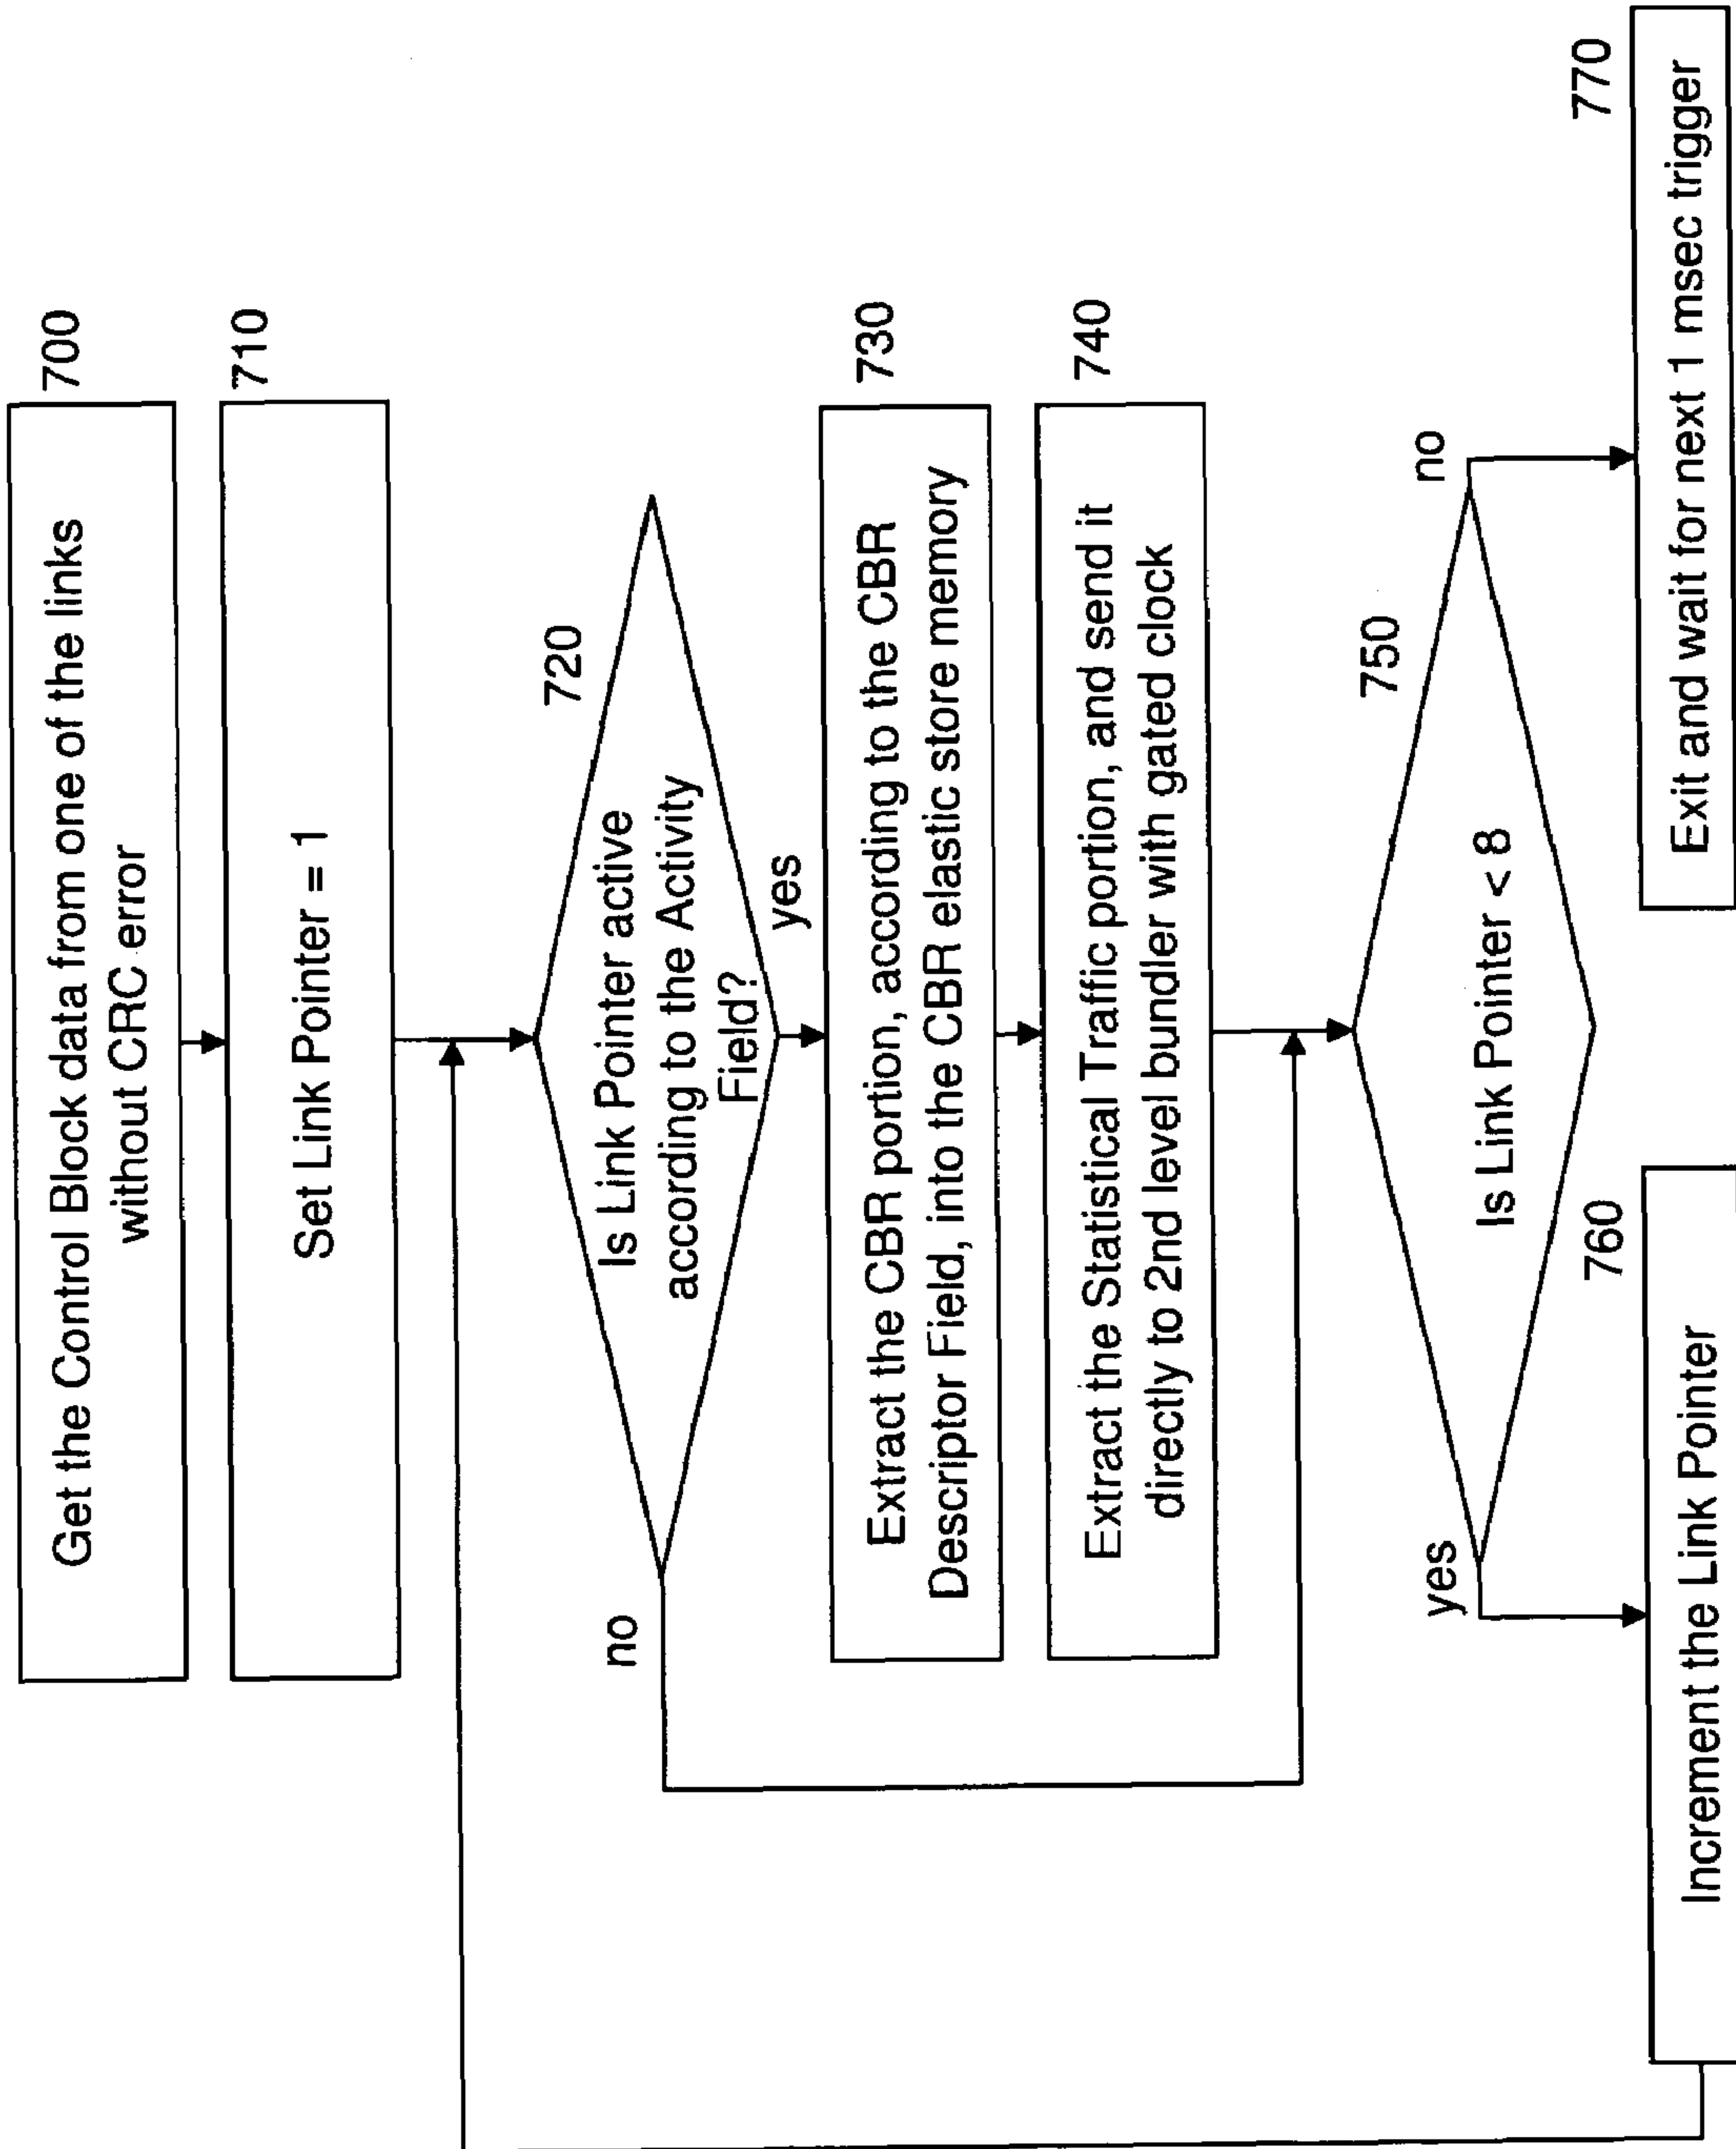 Get the Control Block data from one of the links
without CRC error
700
Set Link Pointer = 1
710
Is Link Pointer active
according to the Activity
Field?
720
no
yes
Extract the CBR portion, according to the CBR
Descriptor Field, into the CBR elastic store memory
730
Extract the Statistical Traffic portion, and send it
directly to 2nd level bundler with gated clock
740
Is Link Pointer < 8
750
yes
no
Increment the Link Pointer
760
Exit and wait for next 1 msec trigger
770